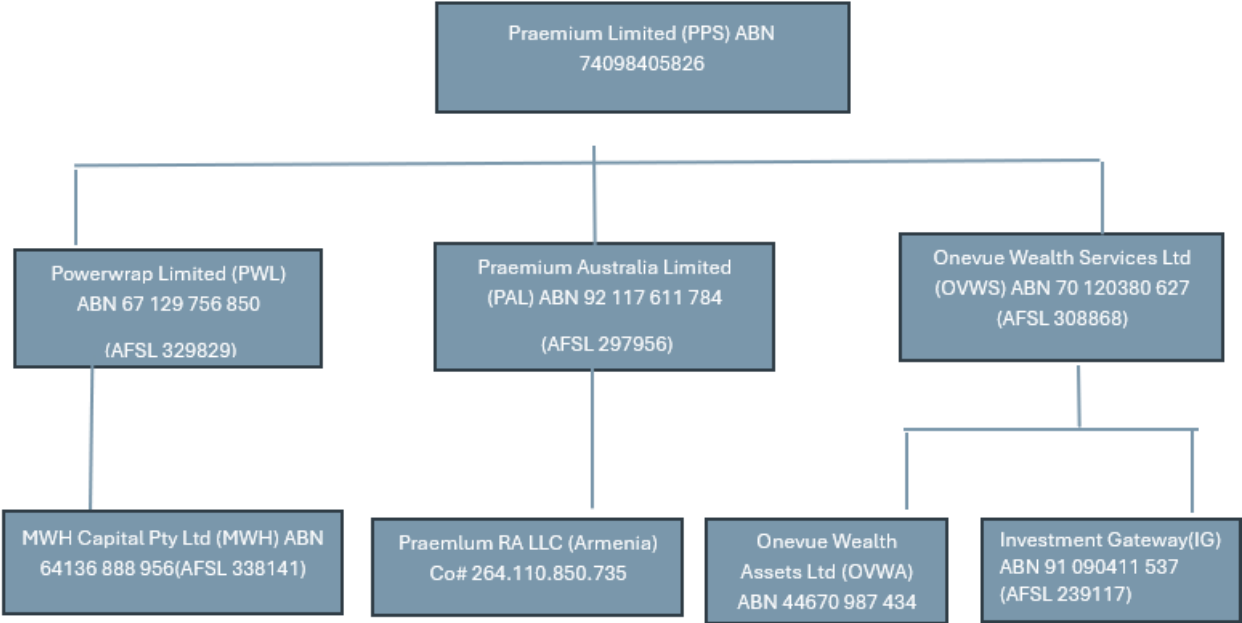 Praemium Limited (PPS) ABN
74098405826
Powerwrap Limited (PWL)
ABN 67 129 756 850
(AFSL 329829)
Praemium Australia Limited
(PAL) ABN 92 117 611 784
(AFSL 297956)
Onevue Wealth Services Ltd
(OVWS) ABN 70 120380 627
(AFSL 308868)
MWH Capital Pty Ltd (MWH) ABN
64136 888 956(AFSL 338141)
Praemlum RA LLC (Armenia)
Co# 264.110.850.735
Onevue Wealth
Assets Ltd (OVWA)
ABN 44670 987 434
Investment Gateway(IG)
ABN 91 090411 537
(AFSL 239117)